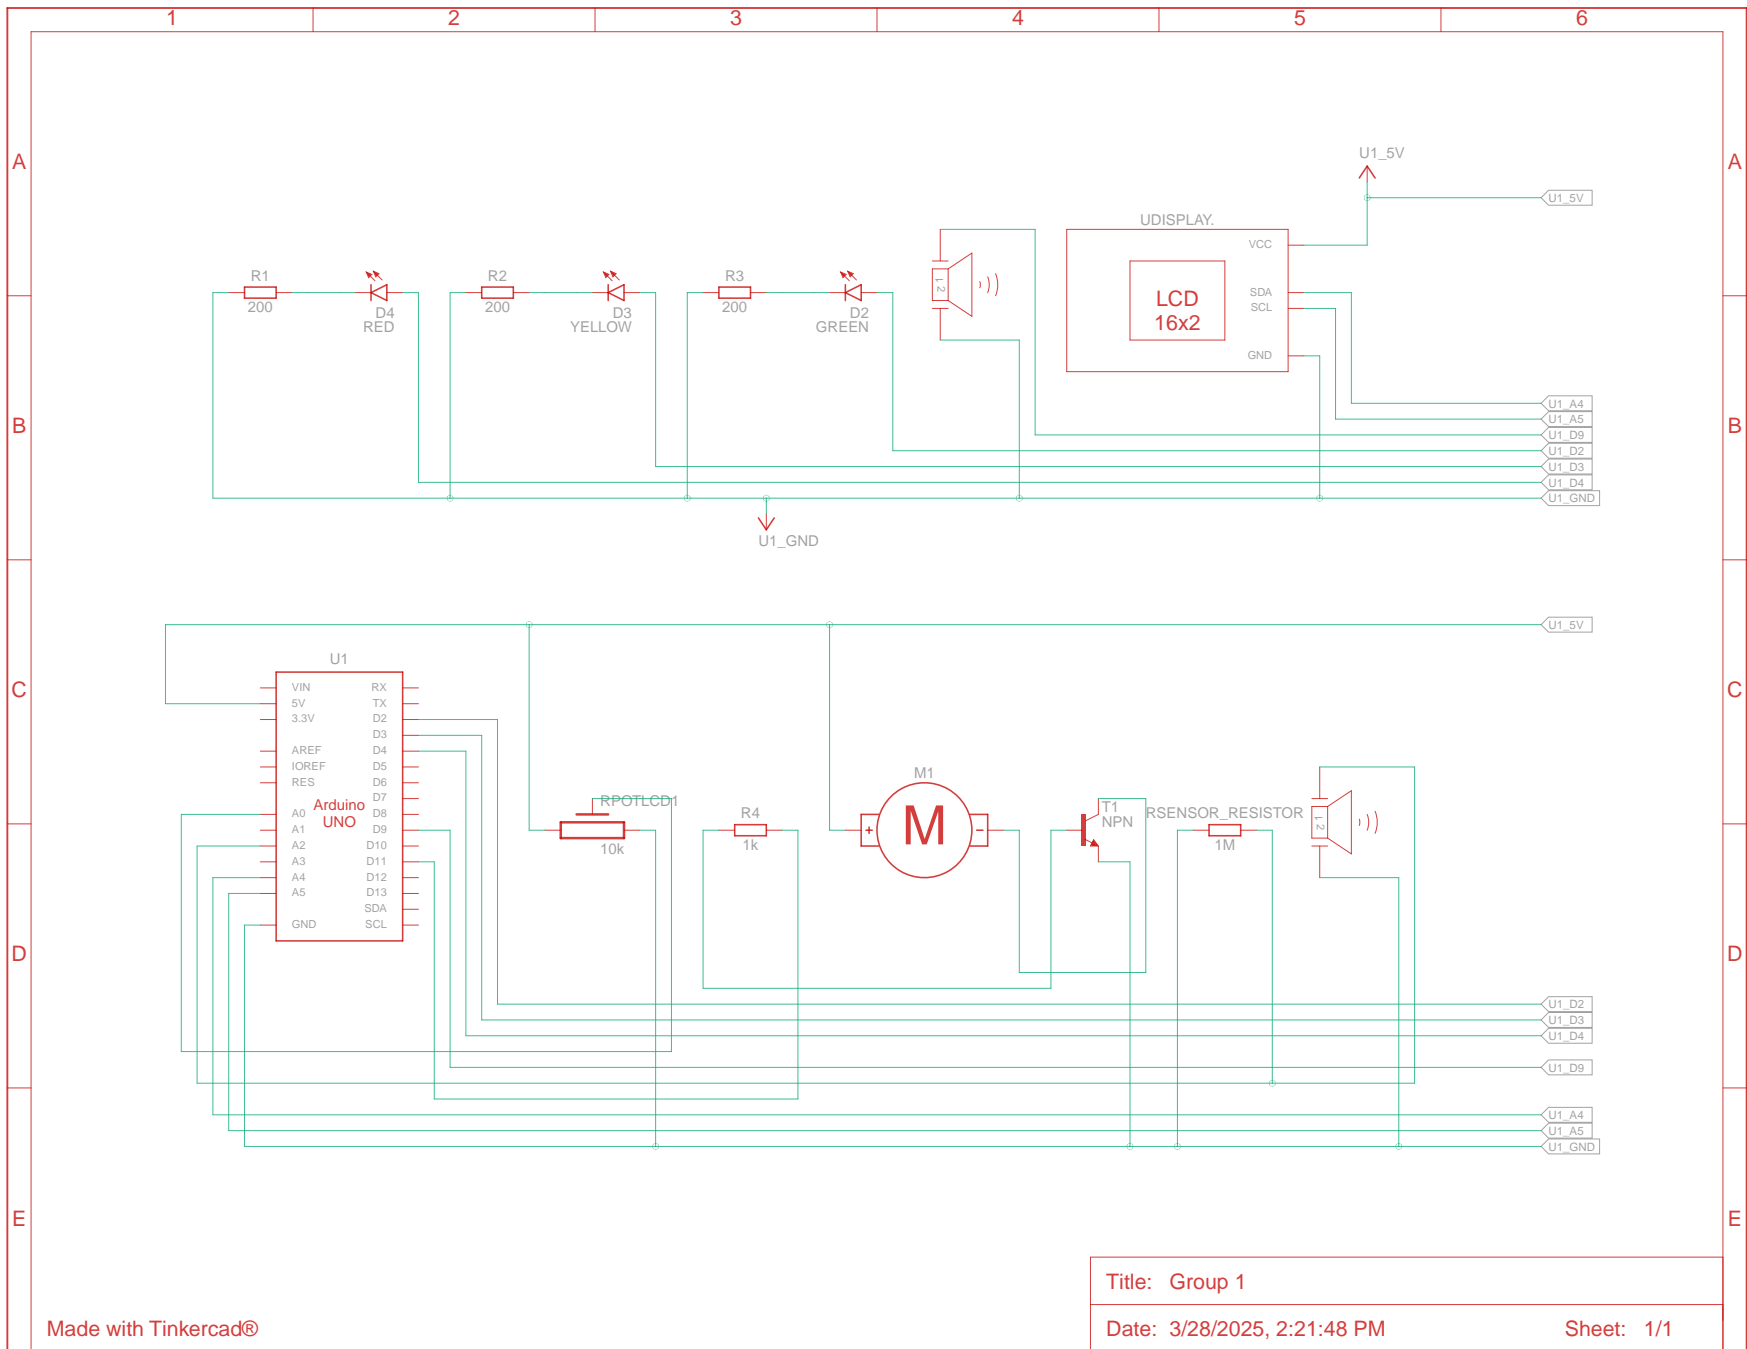 1 2 3 4 5 6
A A
U1_5V
U1_5V
UDISPLAY.
VCC
R1 R2 R3
200 200 200
D4 D3 D2
RED YELLOW GREEN
1 2
LCD
16x2
SDA
SCL
GND
B B
U1_A4
U1_A5
U1_D9
U1_D2
U1_D3
U1_D4
U1_GND
U1_GND
U1_5V
C C
U1
VIN RX
5V TX
3.3V D2
D3
AREF D4
IOREF D5
RES D6
D7
A0 D8
A1 D9
A2 D10
A3 D11
A4 D12
A5 D13
SDA
GND SCL
Arduino
UNO
RPOTLCD1
10k
R4
1k
M1
+ M -
T1
NPN
RSENSOR_RESISTOR
1M
1 2
D D
U1_D2
U1_D3
U1_D4
U1_D9
U1_A4
U1_A5
U1_GND
E E
Title: Group 1
Made with Tinkercad®
Date: 3/28/2025, 2:21:48 PM Sheet: 1/1